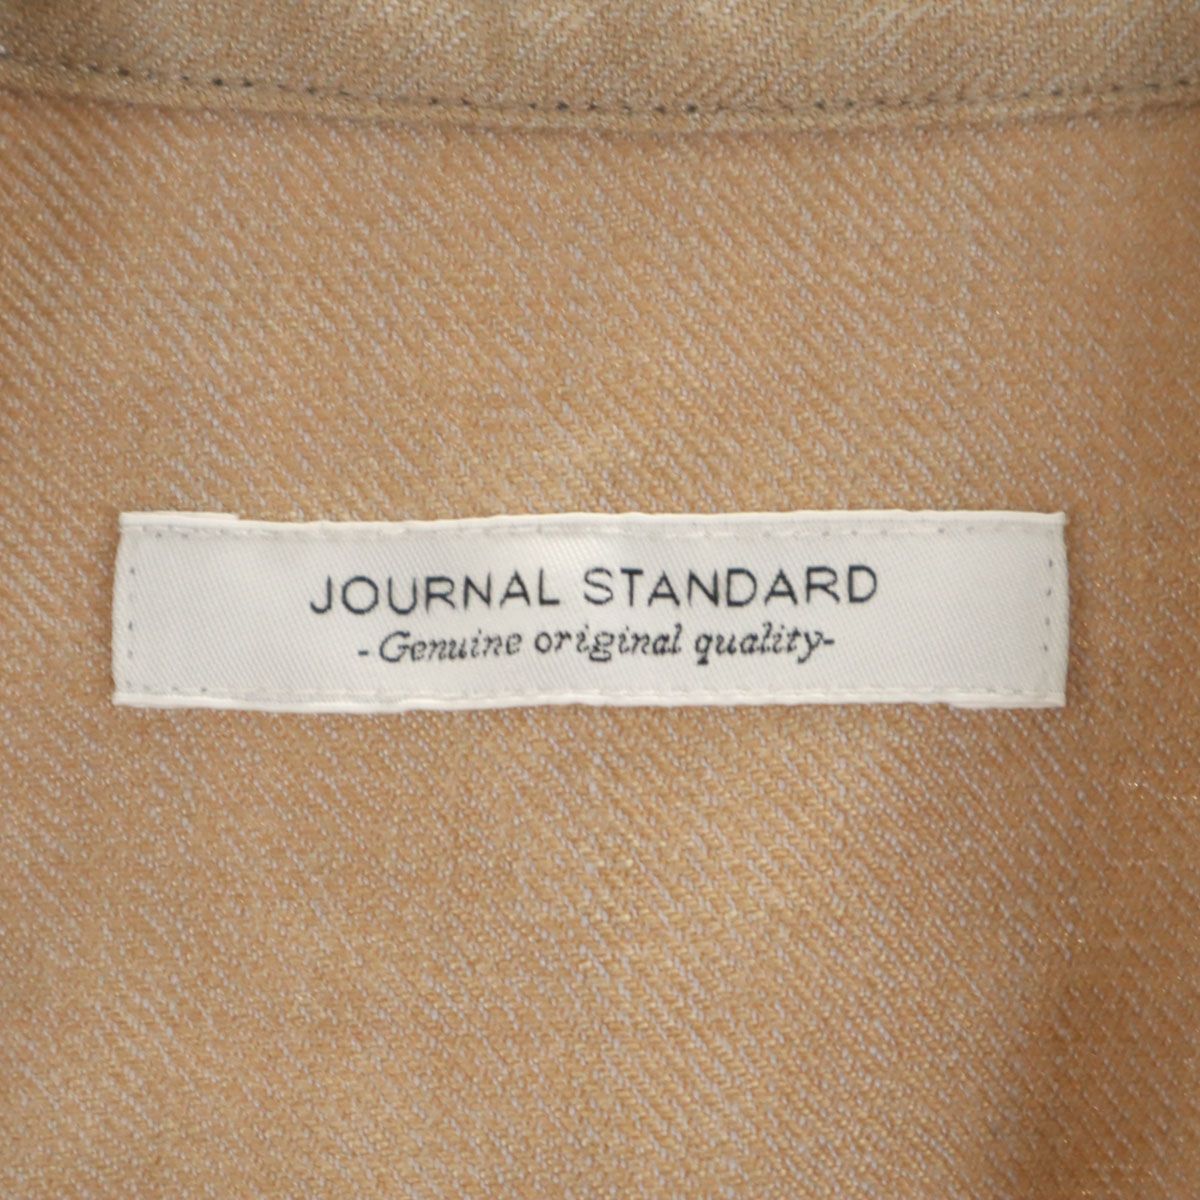 JOURNAL STANDARD
-Genuine original quality-